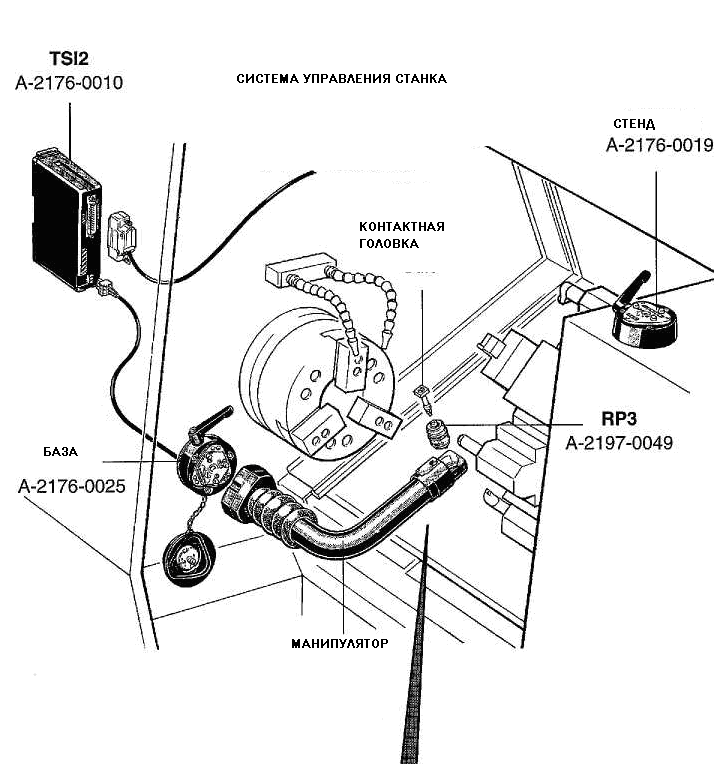 TSI2
A-2176-0010
СИСТЕМА УПРАВЛЕНИЯ СТАНКА
СТЕНД
A-2176-0019
КОНТАКТНАЯ
ГОЛОВКА
RP3
A-2197-0049
БАЗА
A-2176-0025
МАНИПУЛЯТОР